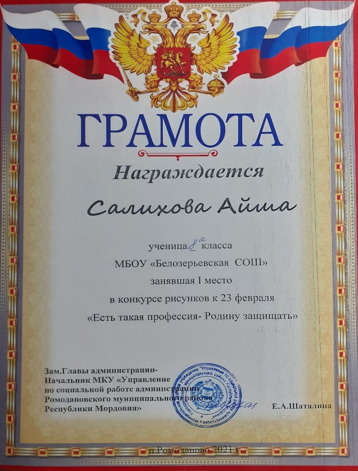 ГРАМОТА
Награждается
Салихова Айша
ученица 8а класса
МБОУ «Белозерьевская СОШ»
занявшая I место
в конкурсе рисунков к 23 февраля
«Есть такая профессия- Родину защищать»
Зам.Главы администрации-
Начальник МКУ «Управление
по социальной работе администрации
Ромодановского муниципального района
Республики Мордовия»
Е.А.Шаталина
п.Ромоданово, 2021